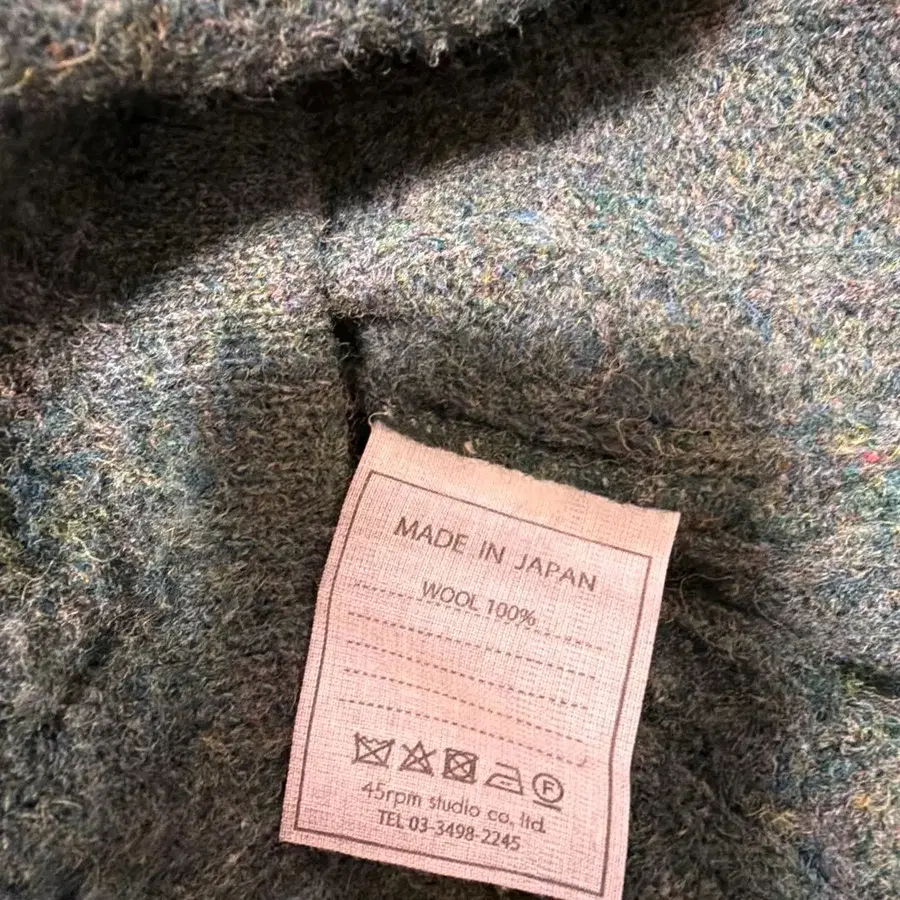 MADE IN JAPAN
WOOL 100%
F
45rpm studio co., ltd.
TEL 03-3498-2245